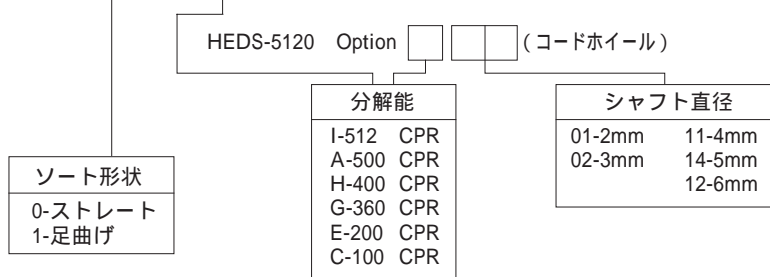 HEDS-5120 Option (コードホイール)
分解能
I-512 CPR
A-500 CPR
H-400 CPR
G-360 CPR
E-200 CPR
C-100 CPR
シャフト直径
01-2mm 11-4mm
02-3mm 14-5mm
12-6mm
ソート形状
0-ストレート
1-足曲げ